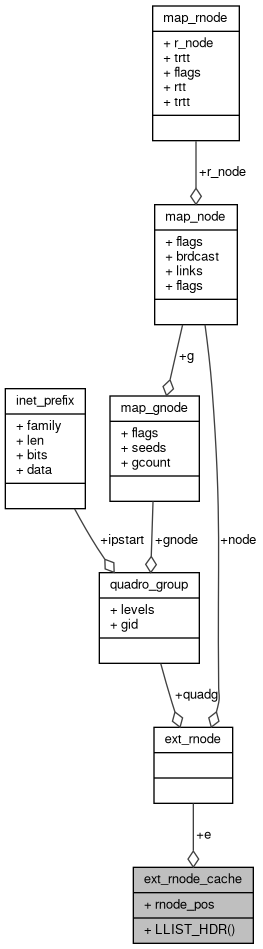 map_rnode
+ r_node
+ trtt
+ flags
+ rtt
+ trtt
+r_node
map_node
+ flags
+ brdcast
+ links
+ flags
+g
inet_prefix
+ family
+ len
+ bits
+ data
map_gnode
+ flags
+ seeds
+ gcount
+node
+ipstart
+gnode
quadro_group
+ levels
+ gid
+quadg
ext_rnode
+e
ext_rnode_cache
+ rnode_pos
+ LLIST_HDR()